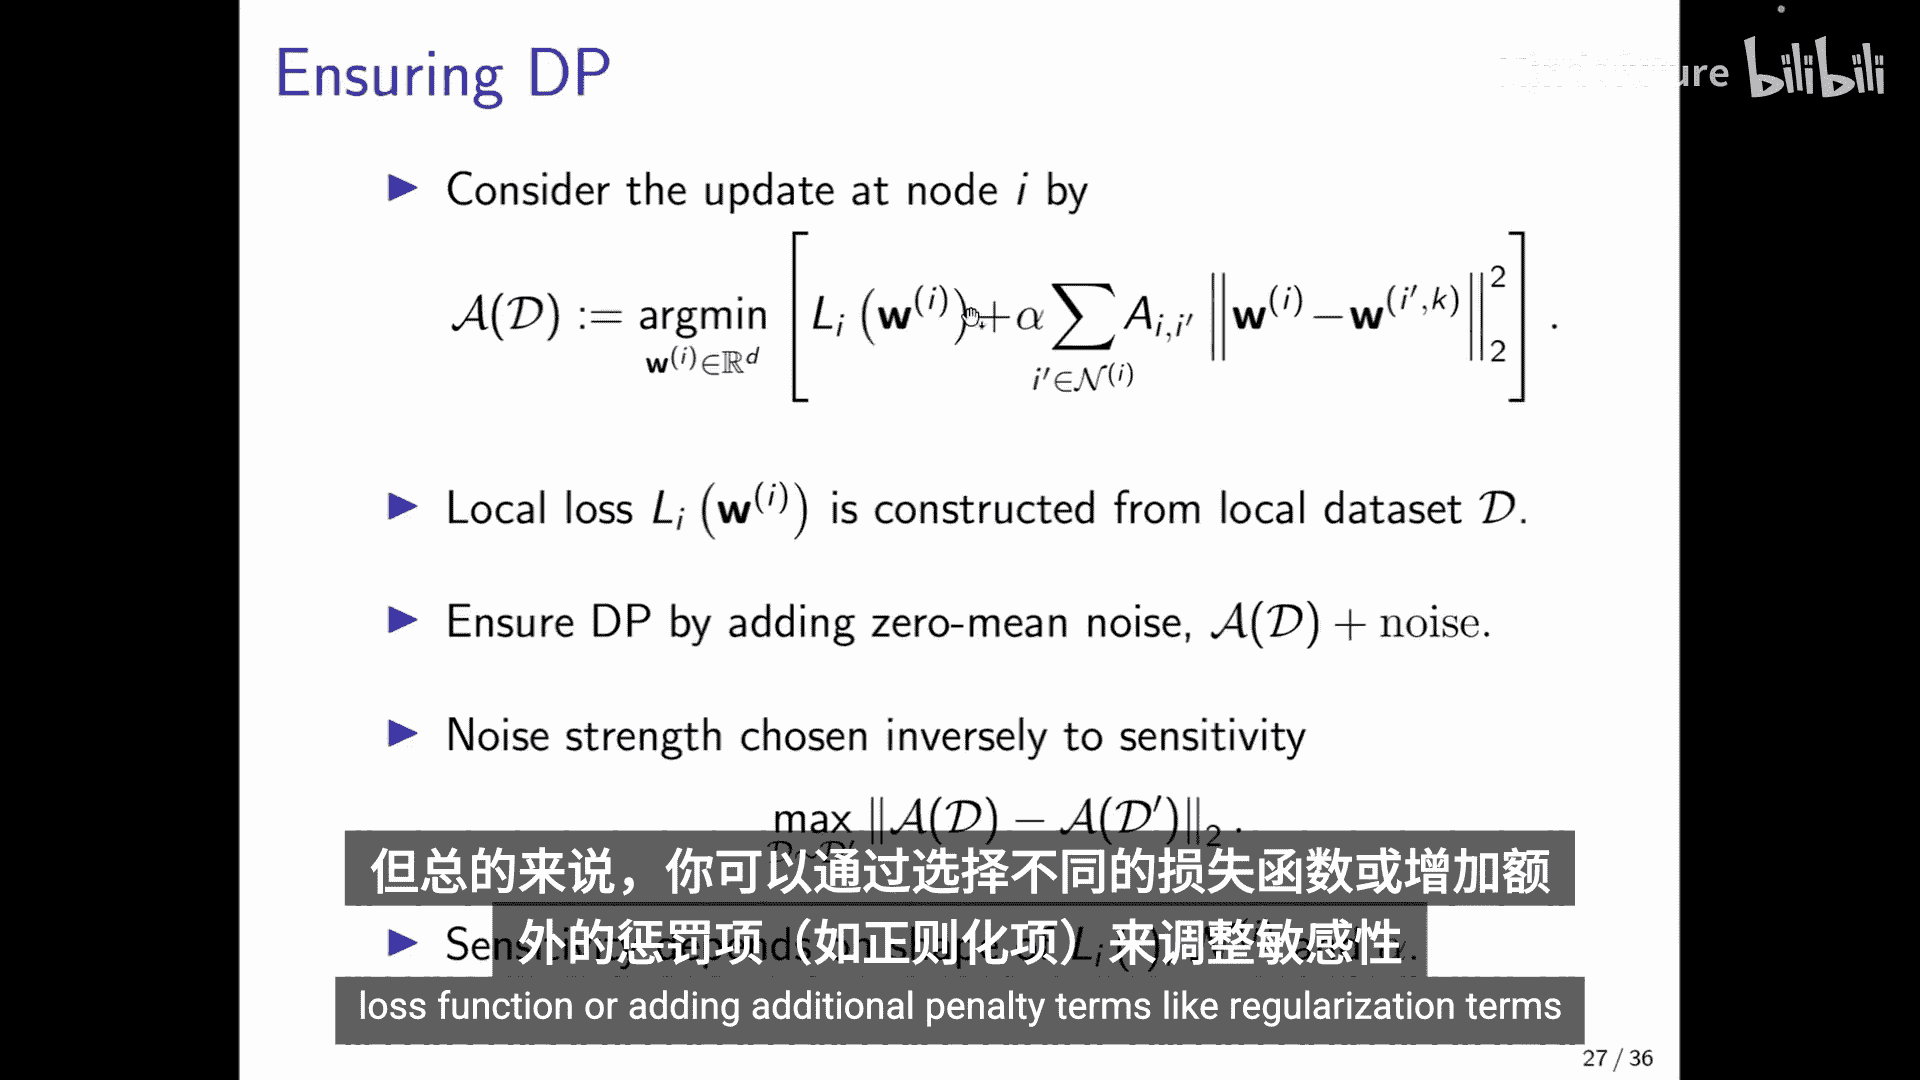 Ensuring DP
ure bilibili
Consider the update at node i by
𝒜(𝒟) := argmin_{w^{(i)}∈ℝ^d} [ L_i (w^{(i)}) + α ∑_{i'∈𝒩^{(i)}} A_{i,i'} ‖w^{(i)} − w^{(i',k)}‖_2^2 ] .
Local loss L_i (w^{(i)}) is constructed from local dataset 𝒟.
Ensure DP by adding zero-mean noise, 𝒜(𝒟) + noise.
Noise strength chosen inversely to sensitivity
max ‖𝒜(𝒟) − 𝒜(𝒟')‖_2 .
但总的来说，你可以通过选择不同的损失函数或增加额
外的惩罚项（如正则化项）来调整敏感性
loss function or adding additional penalty terms like regularization terms
27 / 36